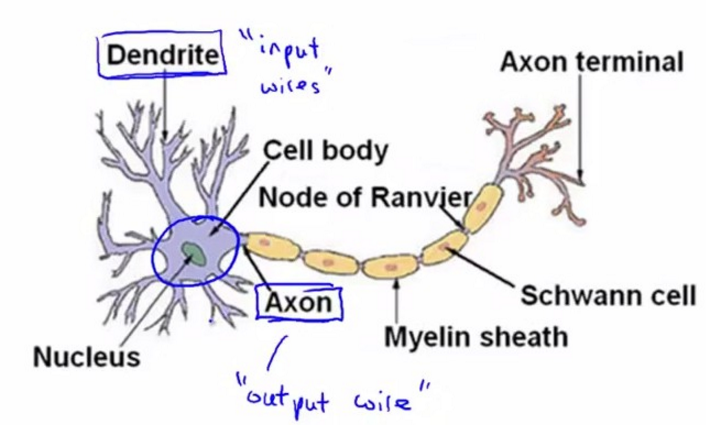 Dendrite
"input
wires"
Axon terminal
Cell body
Node of Ranvier
Axon
Schwann cell
Myelin sheath
Nucleus
"output wire"